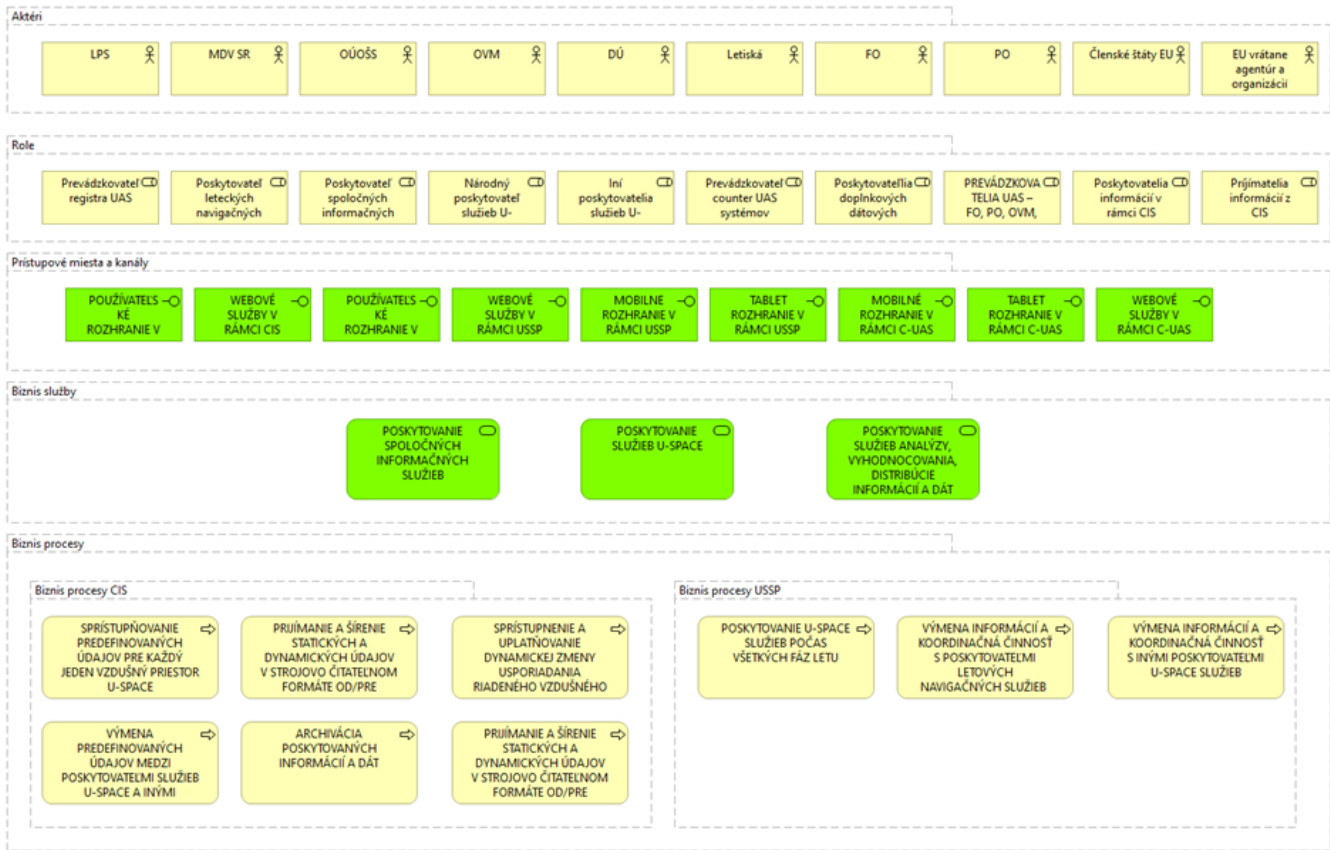 Aktéri
LPS
MDV SR
OÚOŠS
OVM
DÚ
Letiská
FO
PO
Členské štáty EU
EU vrátane
agentúr a
organizácií
Role
Prevádzkovateľ
registra UAS
Poskytovateľ
leteckých
navigačných
Poskytovateľ
spoločných
informačných
Národný
poskytovateľ
služieb U-
Iní
poskytovatelia
služieb U-
Prevádzkovateľ
counter UAS
systémov
Poskytovateľlia
doplnkových
dátových
PREVÁDZKOVA
TELIA UAS –
FO, PO, OVM,
Poskytovatelia
informácií v
rámci CIS
Príjímatelia
informácií z
CIS
Prístupové miesta a kanály
POUŽÍVATEĽS
KÉ
ROZHRANIE V
WEBOVÉ
SLUŽBY V
RÁMCI CIS
POUŽÍVATEĽS
KÉ
ROZHRANIE V
WEBOVÉ
SLUŽBY V
RÁMCI USSP
MOBILNE
ROZHRANIE V
RÁMCI USSP
TABLET
ROZHRANIE V
RÁMCI USSP
MOBILNÉ
ROZHRANIE V
RÁMCI C-UAS
TABLET
ROZHRANIE V
RÁMCI C-UAS
WEBOVÉ
SLUŽBY V
RÁMCI C-UAS
Biznis služby
POSKYTOVANIE
SPOLOČNÝCH
INFORMAČNÝCH
SLUŽIEB
POSKYTOVANIE
SLUŽIEB U-SPACE
POSKYTOVANIE
SLUŽIEB ANALÝZY,
VYHODNOCOVANIA,
DISTRIBÚCIE
INFORMÁCIÍ A DÁT
Biznis procesy
Biznis procesy CIS
SPRÍSTUPŇOVANIE
PREDEFINOVANÝCH
ÚDAJOV PRE KAŽDÝ
JEDEN VZDUŠNÝ PRIESTOR
U-SPACE
PRIJÍMANIE A ŠÍRENIE
STATICKÝCH A
DYNAMICKÝCH ÚDAJOV
V STROJOVO ČITATEĽNOM
FORMÁTE OD/PRE
SPRÍSTUPNENIE A
UPLATŇOVANIE
DYNAMICKEJ ZMENY
USPORIADANIA
RIADENÉHO VZDUŠNÉHO
VÝMENA
PREDEFINOVANÝCH
ÚDAJOV MEDZI
POSKYTOVATEĽMI SLUŽIEB
U-SPACE A INÝMI
ARCHIVÁCIA
POSKYTOVANÝCH
INFORMÁCIÍ A DÁT
PRIJÍMANIE A ŠÍRENIE
STATICKÝCH A
DYNAMICKÝCH ÚDAJOV
V STROJOVO ČITATEĽNOM
FORMÁTE OD/PRE
Biznis procesy USSP
POSKYTOVANIE U-SPACE
SLUŽIEB POČAS
VŠETKÝCH FÁZ LETU
VÝMENA INFORMÁCIÍ A
KOORDINAČNÁ ČINNOSŤ
S POSKYTOVATEĽMI
LETOVÝCH
NAVIGAČNÝCH SLUŽIEB
VÝMENA INFORMÁCIÍ A
KOORDINAČNÁ ČINNOSŤ
S INÝMI POSKYTOVATEĽMI
U-SPACE SLUŽIEB